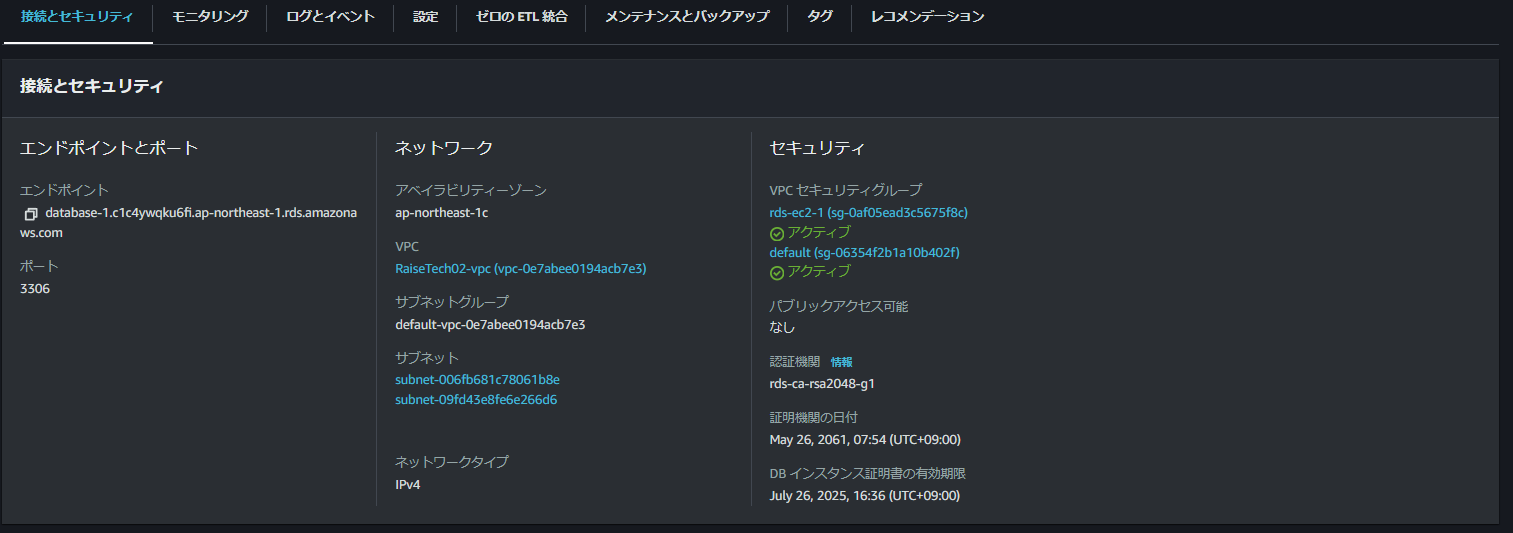 接続とセキュリティ
モニタリング
ログとイベント
設定
ゼロの ETL 統合
メンテナンスとバックアップ
タグ
レコメンデーション
接続とセキュリティ
エンドポイントとポート
エンドポイント
database-1.c1c4ywqku6fi.ap-northeast-1.rds.amazona
ws.com
ポート
3306
ネットワーク
アベイラビリティーゾーン
ap-northeast-1c
VPC
RaiseTech02-vpc (vpc-0e7abee0194acb7e3)
サブネットグループ
default-vpc-0e7abee0194acb7e3
サブネット
subnet-006fb681c78061b8e
subnet-09fd43e8fe6e266d6
ネットワークタイプ
IPv4
セキュリティ
VPC セキュリティグループ
rds-ec2-1 (sg-0af05ead3c5675f8c)
アクティブ
default (sg-06354f2b1a10b402f)
アクティブ
パブリックアクセス可能
なし
認証機関 情報
rds-ca-rsa2048-g1
証明機関の日付
May 26, 2061, 07:54 (UTC+09:00)
DB インスタンス証明書の有効期限
July 26, 2025, 16:36 (UTC+09:00)